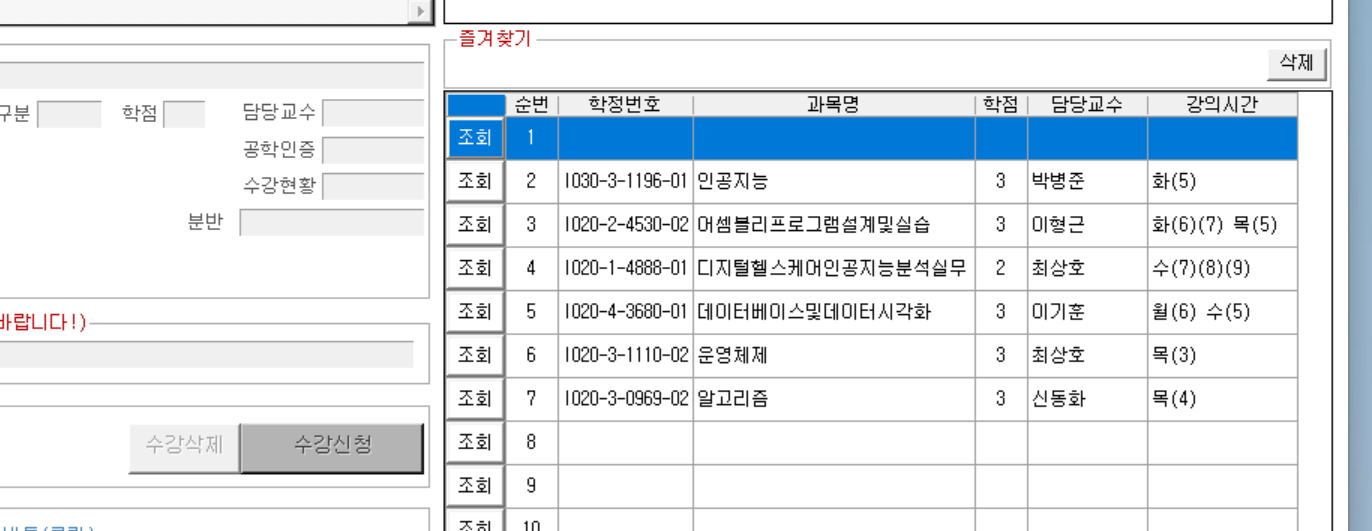 즐겨찾기
삭제
구분 학점 담당교수
공학인증
수강현황
분반
바랍니다!)
수강삭제 수강신청
순번 학정번호 과목명 학점 담당교수 강의시간
조회 1
조회 2 I030-3-1196-01 인공지능 3 박병준 화(5)
조회 3 I020-2-4530-02 어셈블리프로그램설계및실습 3 이형근 화(6)(7) 목(5)
조회 4 I020-1-4888-01 디지털헬스케어인공지능분석실무 2 최상호 수(7)(8)(9)
조회 5 I020-4-3680-01 데이터베이스및데이터시각화 3 이기훈 월(6) 수(5)
조회 6 I020-3-1110-02 운영체제 3 최상호 목(3)
조회 7 I020-3-0969-02 알고리즘 3 신동화 목(4)
조회 8
조회 9
조회 10